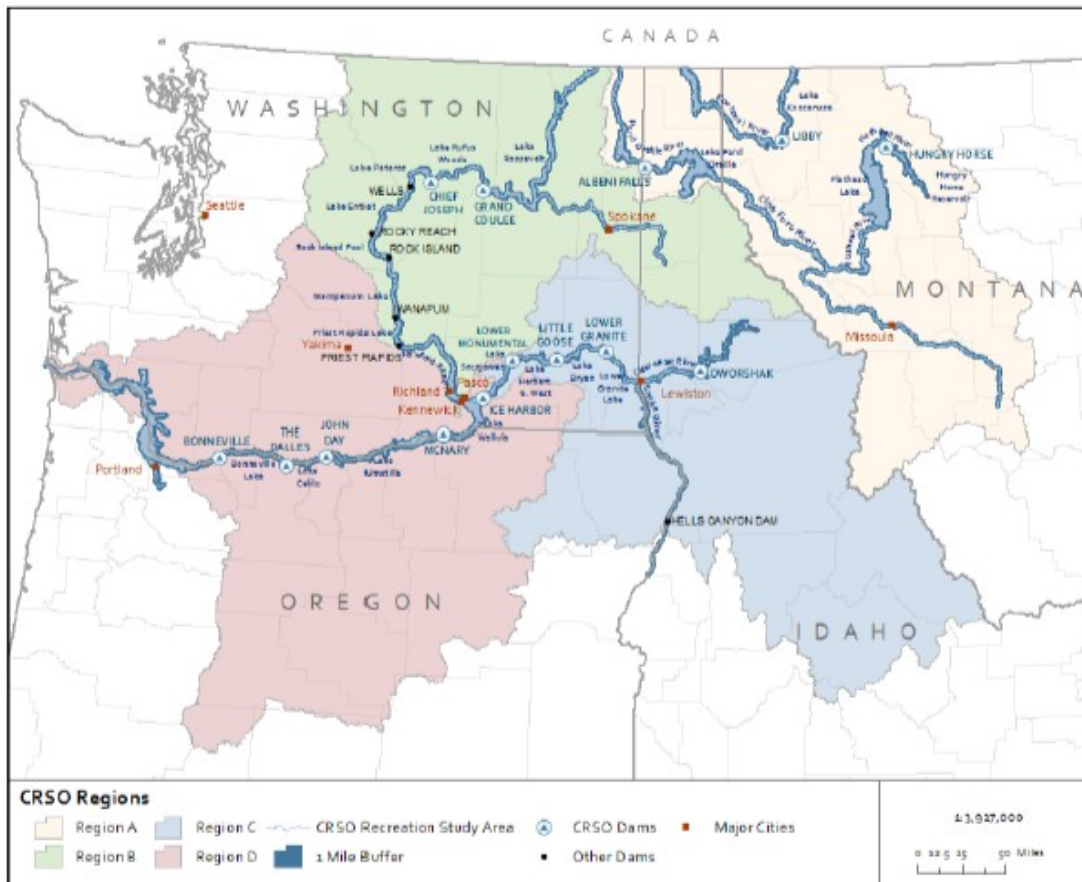 CANADA
WASHINGTON
Lake Rufus
Woods
Lake Pateros
Lake
Roosevelt
Lake
Koocanusa
LIBBY
HUNGRY HORSE
Flathead
Lake
Hungry
Horse
Reservoir
Lake Pend
Oreille
ALBENI FALLS
WELLS
CHIEF
JOSEPH
GRAND
COULEE
Seattle
Lake Entiat
Spokane
ROCKY REACH
Rock Island Pool
ROCK ISLAND
Clark Fork River
MONTANA
Wanapum Lake
WANAPUM
Priest Rapids Lake
Yakima
PRIEST RAPIDS
LOWER
MONUMENTAL
LITTLE
GOOSE
LOWER
GRANITE
Missoula
Lake
Lake
Herbert
G. West
Lake
Bryan
Lower
Granite
Lake
DWORSHAK
Lewiston
Richland
Pasco
Kennewick
ICE HARBOR
Lake
Wallula
JOHN
DAY
THE
DALLES
BONNEVILLE
MCNARY
Portland
Bonneville
Lake
Lake
Celilo
Lake
Umatilla
HELLS CANYON DAM
OREGON
IDAHO
CRSO Regions
Region A
Region C
CRSO Recreation Study Area
CRSO Dams
Major Cities
Region B
Region D
1 Mile Buffer
Other Dams
1:3,927,000
0 12.5 25 50 Miles